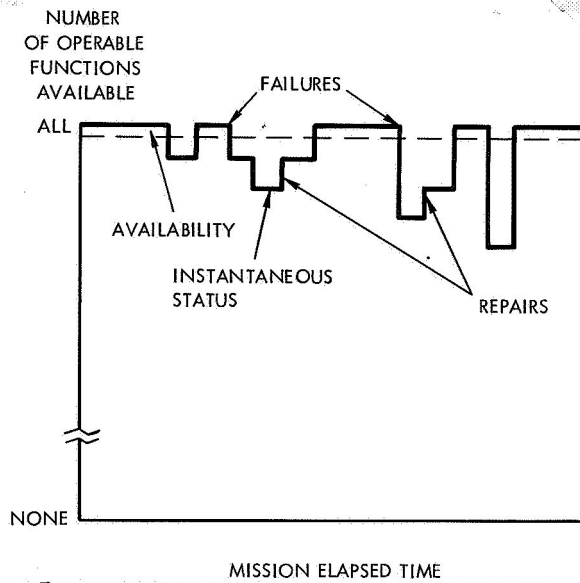 NUMBER
OF OPERABLE
FUNCTIONS
AVAILABLE
ALL
FAILURES
AVAILABILITY
INSTANTANEOUS
STATUS
REPAIRS
NONE
MISSION ELAPSED TIME